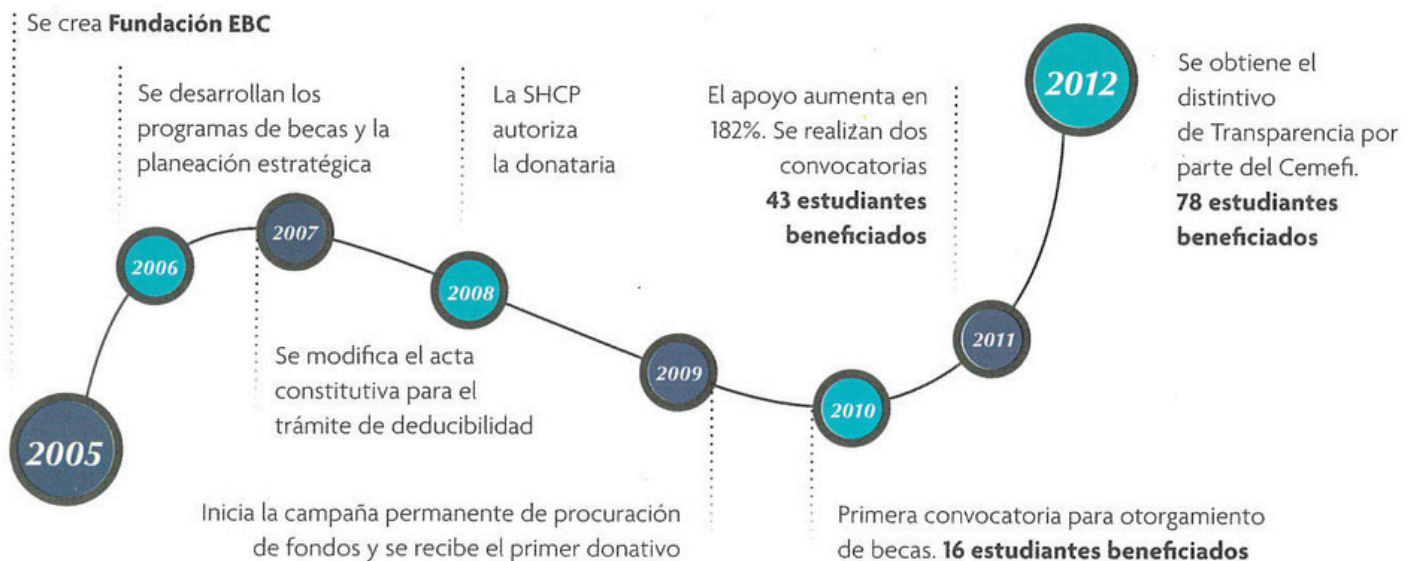 Se crea Fundación EBC
Se desarrollan los
programas de becas y la
planeación estratégica
La SHCP
autoriza
la donataria
El apoyo aumenta en
182%. Se realizan dos
convocatorias
43 estudiantes
beneficiados
2012
Se obtiene el
distintivo
de Transparencia por
parte del Cemefi.
78 estudiantes
beneficiados
2007
2006
2008
2011
2009
2010
2005
Se modifica el acta
constitutiva para el
trámite de deducibilidad
Inicia la campaña permanente de procuración
de fondos y se recibe el primer donativo
Primera convocatoria para otorgamiento
de becas. 16 estudiantes beneficiados